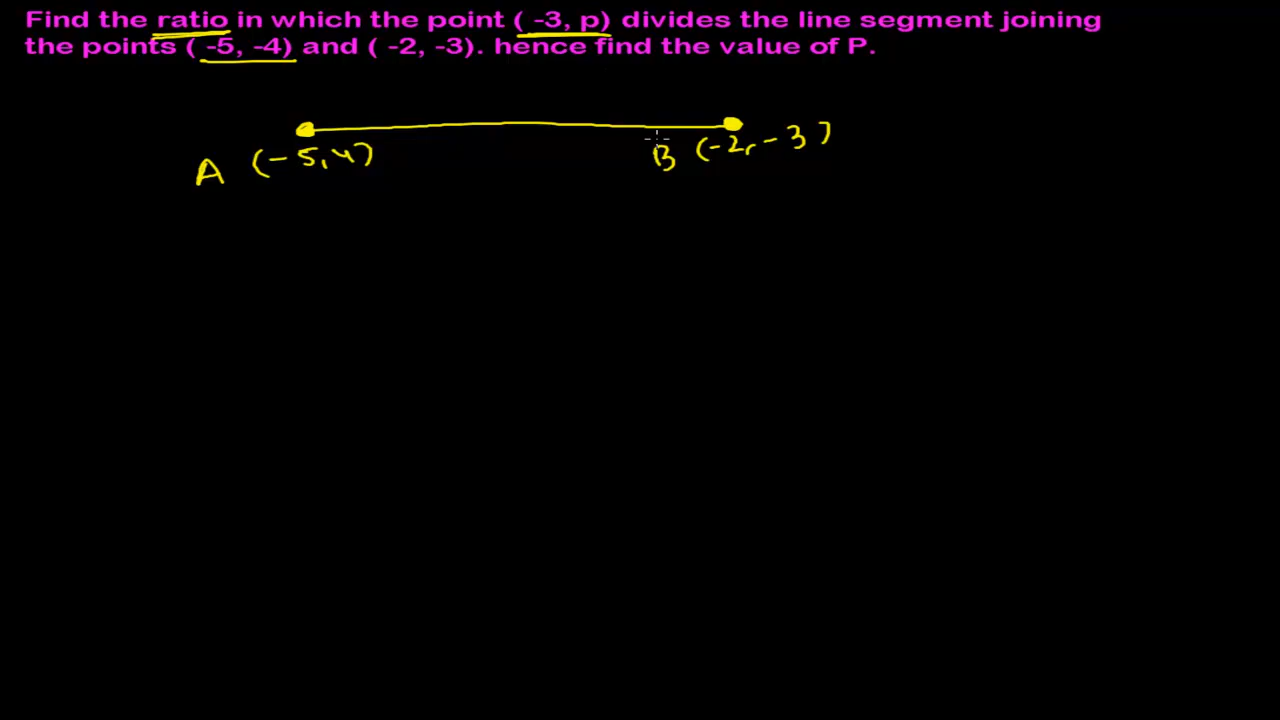 Find the ratio in which the point ( -3, p) divides the line segment joining
the points ( -5, -4) and ( -2, -3). hence find the value of P.
A (-5,4) B (-2, -3)